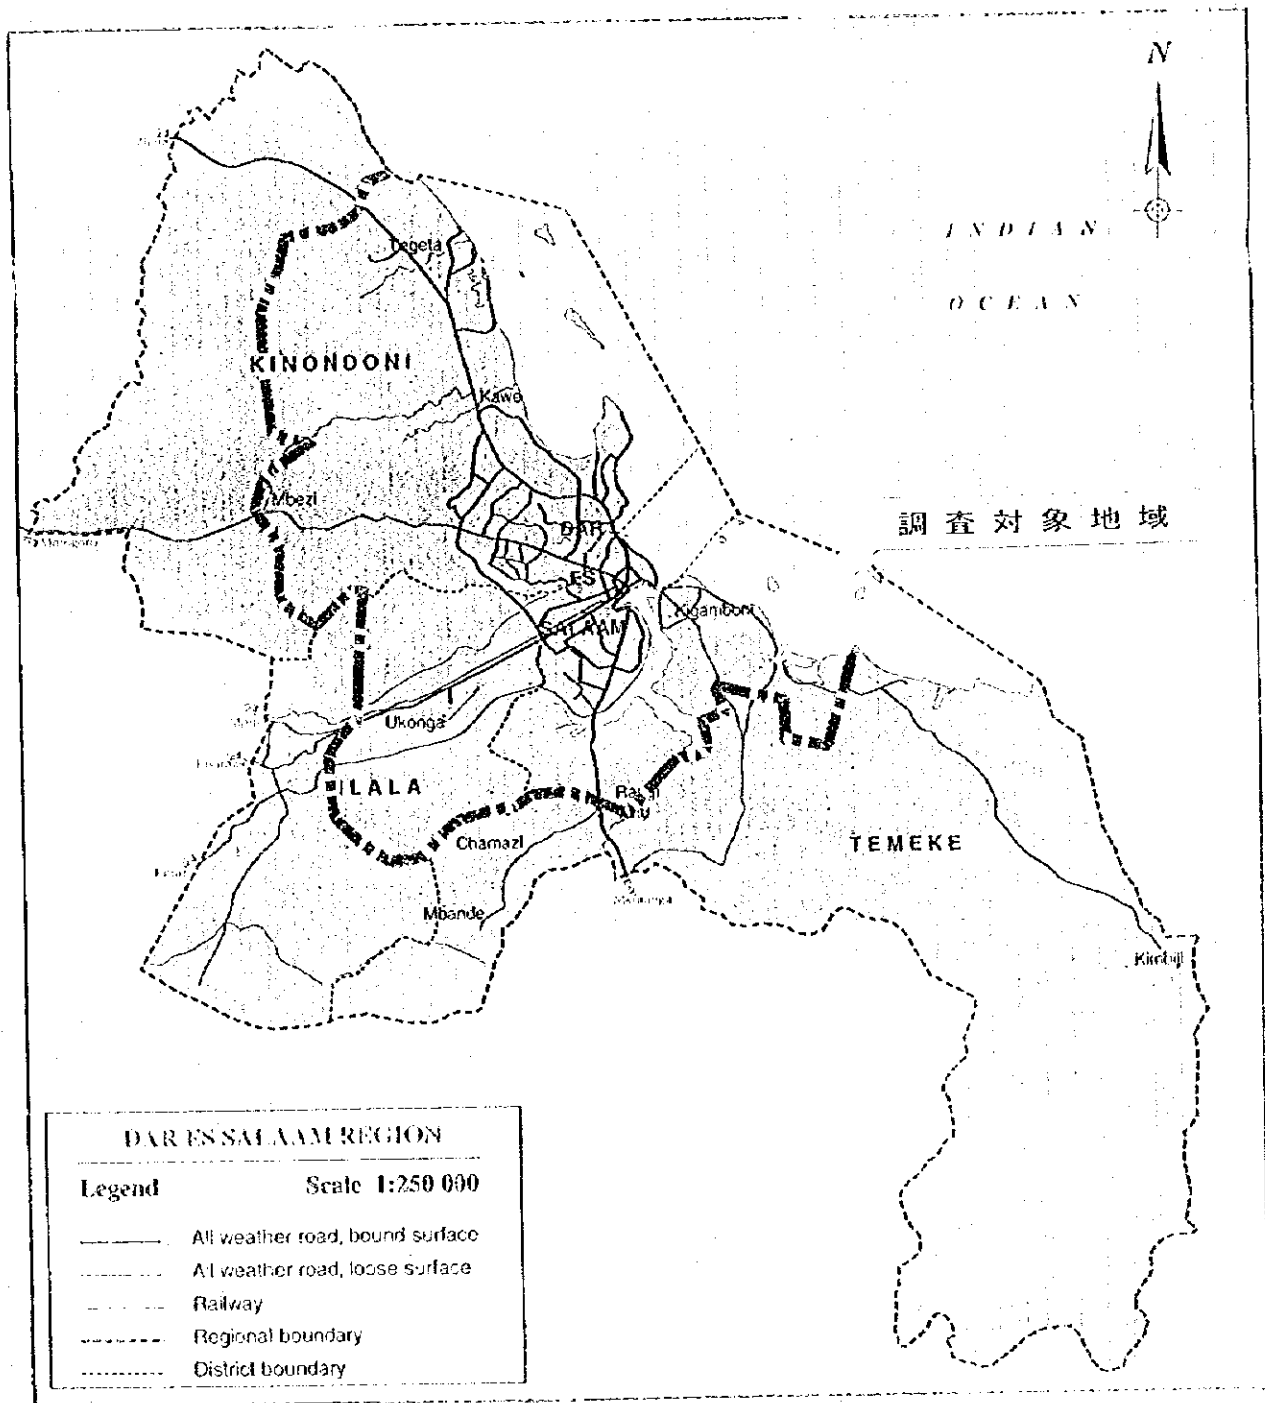 N
INDIAN
OCEAN
Tegeta
KINONDONI
Kawe
Mbezi
調査対象地域
DAR
ES
SALAAM
Kigamboni
Ukonga
ILALA
Chamazi
TEMEKE
Mbande
Kimbiji
DAR ES SALAAM REGION
Legend Scale 1:250 000
All weather road, bound surface
All weather road, loose surface
Railway
Regional boundary
District boundary